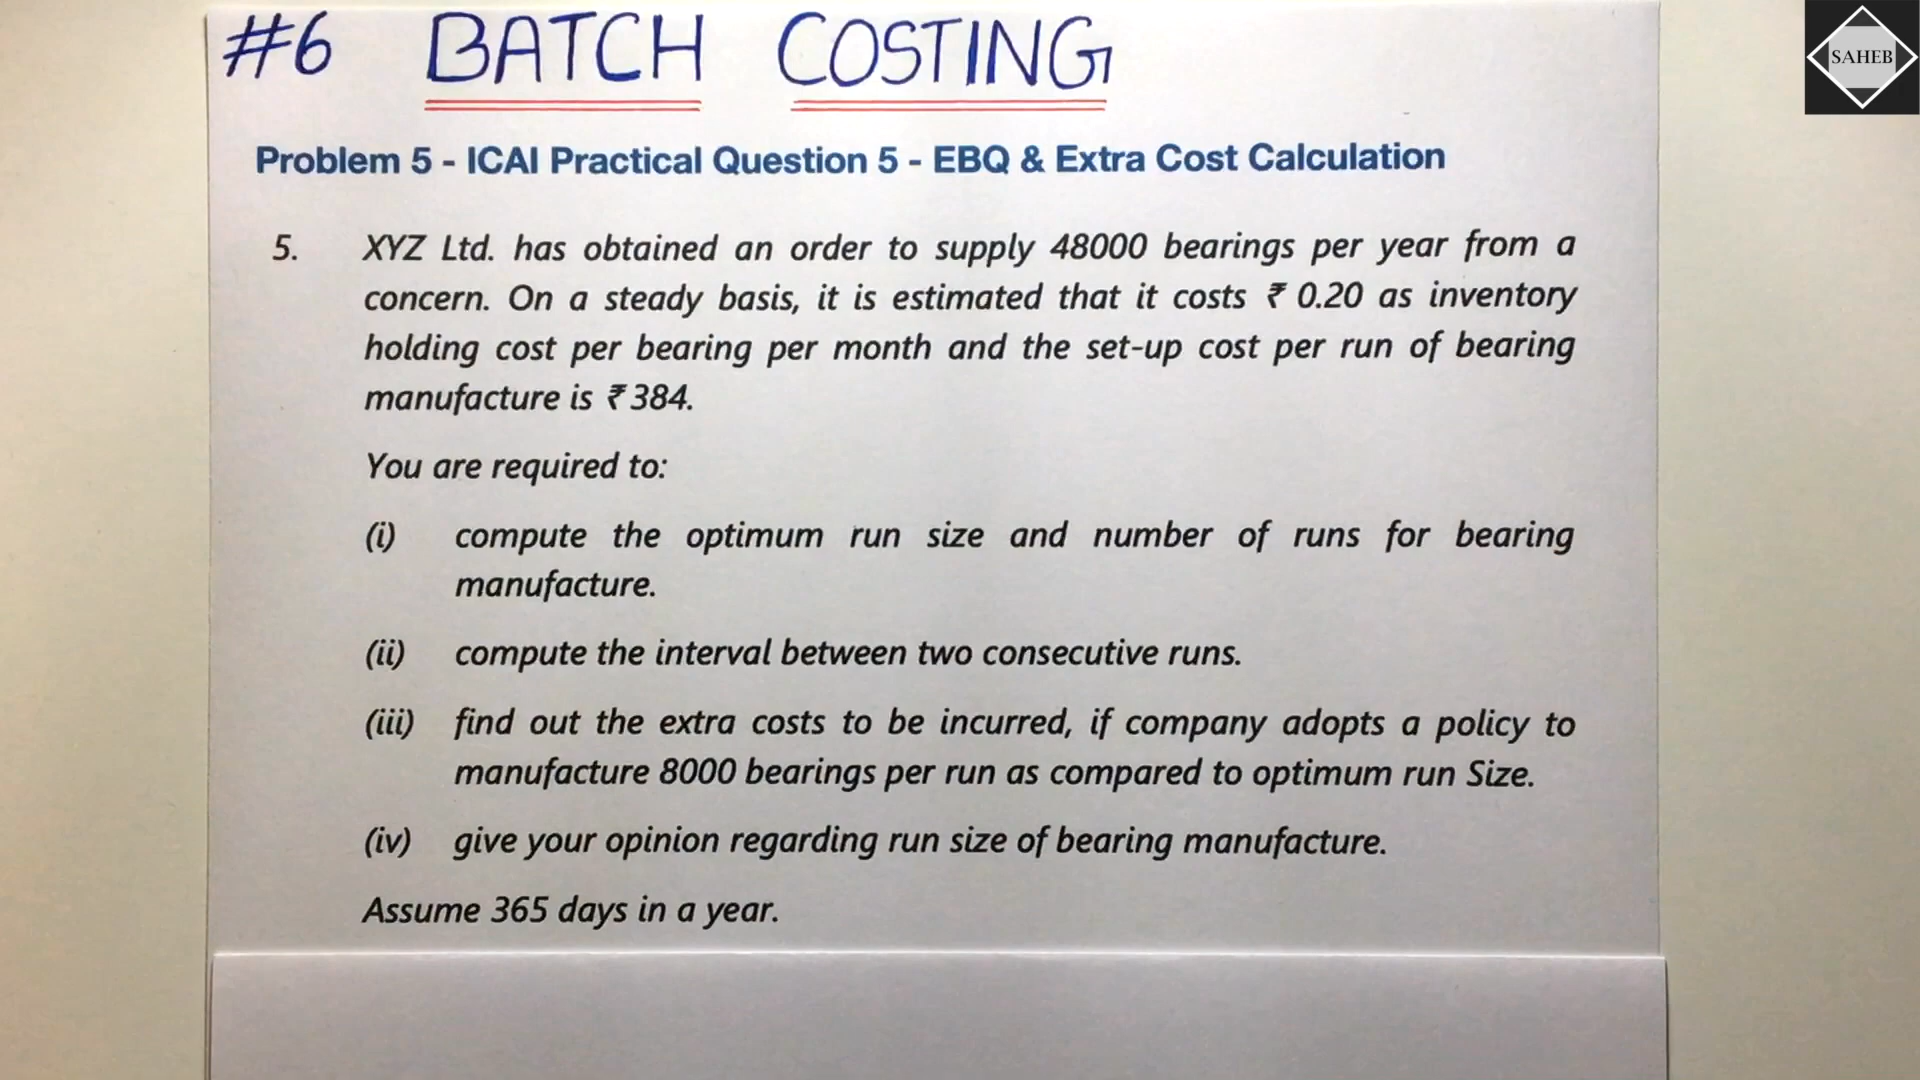 #6 BATCH COSTING
SAHEB
Problem 5 - ICAI Practical Question 5 - EBQ & Extra Cost Calculation
5. XYZ Ltd. has obtained an order to supply 48000 bearings per year from a
concern. On a steady basis, it is estimated that it costs ₹ 0.20 as inventory
holding cost per bearing per month and the set-up cost per run of bearing
manufacture is ₹ 384.
You are required to:
(i) compute the optimum run size and number of runs for bearing
manufacture.
(ii) compute the interval between two consecutive runs.
(iii) find out the extra costs to be incurred, if company adopts a policy to
manufacture 8000 bearings per run as compared to optimum run Size.
(iv) give your opinion regarding run size of bearing manufacture.
Assume 365 days in a year.